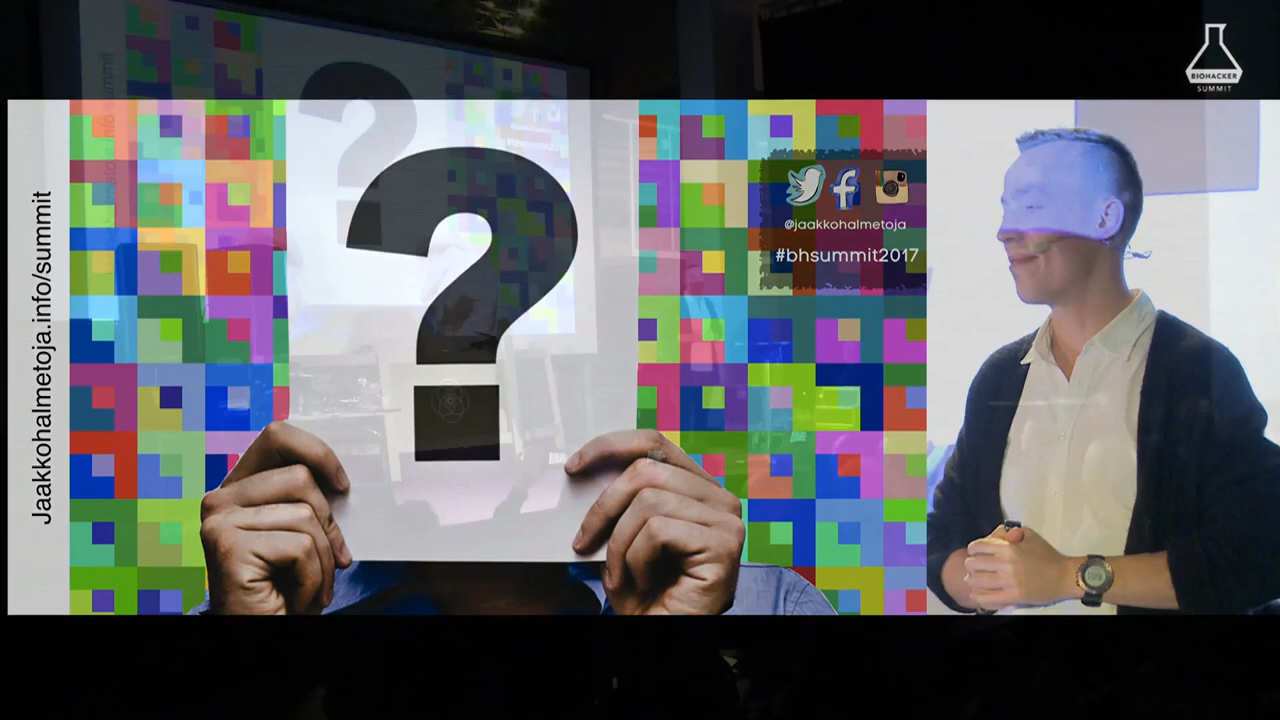 BIOHACKER
SUMMIT
Jaakkohalmetoja.info/summit
?
?
@jaakkohalmetoja
#bhsummit2017